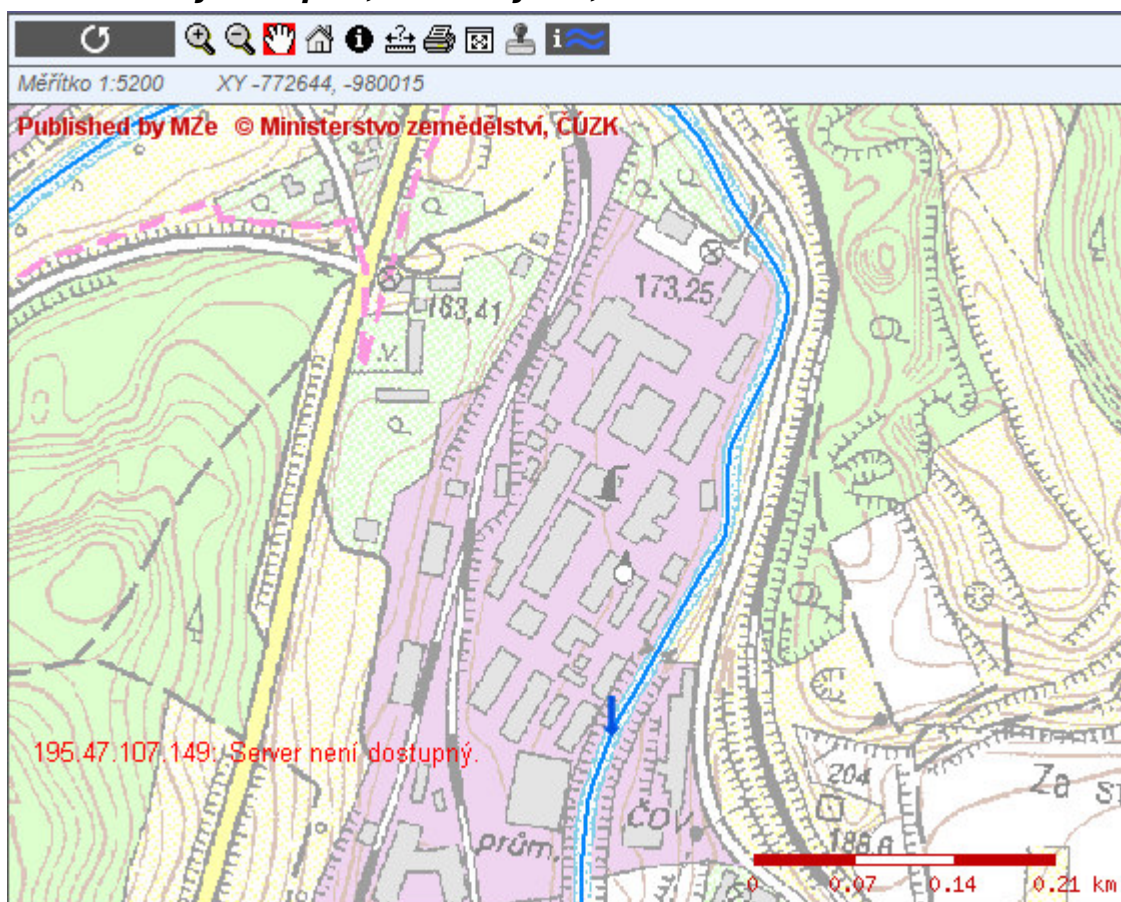 Měřítko 1:5200 XY -772644, -980015
Published by MZe © Ministerstvo zemědělství, ČÚZK
173,25
183,41
v.
195.47.107.149: Server není dostupný.
204
Za
ČOV
188,6
prům.
0 0.07 0.14 0.21 km